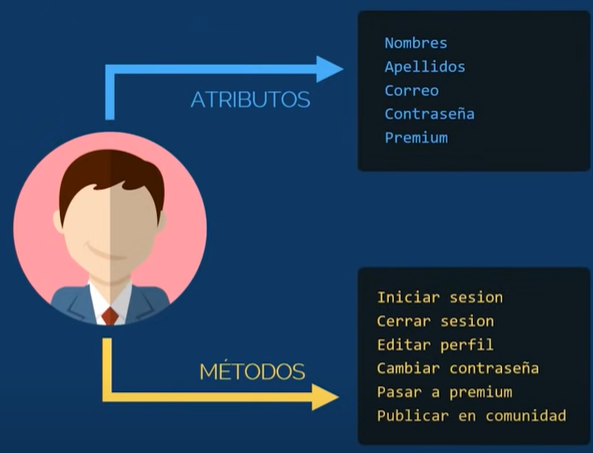 ATRIBUTOS
Nombres
Apellidos
Correo
Contraseña
Premium
MÉTODOS
Iniciar sesion
Cerrar sesion
Editar perfil
Cambiar contraseña
Pasar a premium
Publicar en comunidad